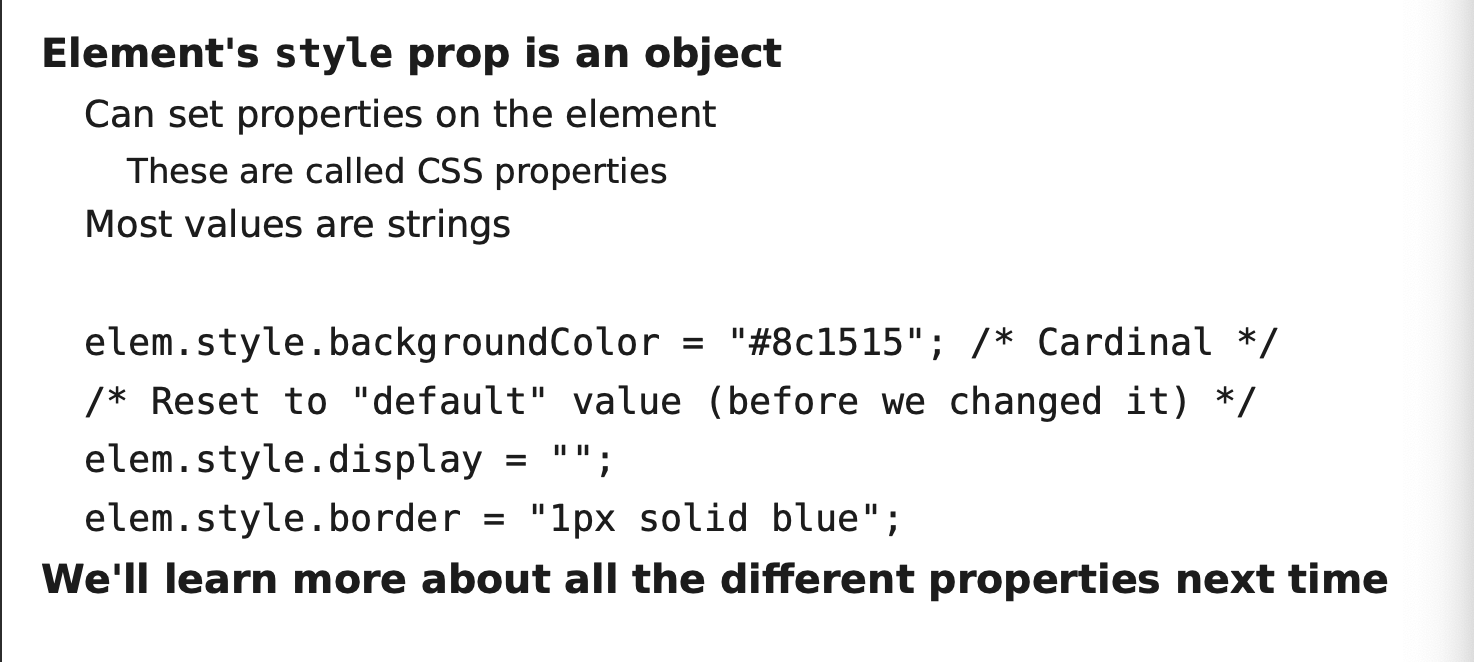 Element's style prop is an object
Can set properties on the element
These are called CSS properties
Most values are strings
elem.style.backgroundColor = "#8c1515"; /* Cardinal */
/* Reset to "default" value (before we changed it) */
elem.style.display = "";
elem.style.border = "1px solid blue";
We'll learn more about all the different properties next time